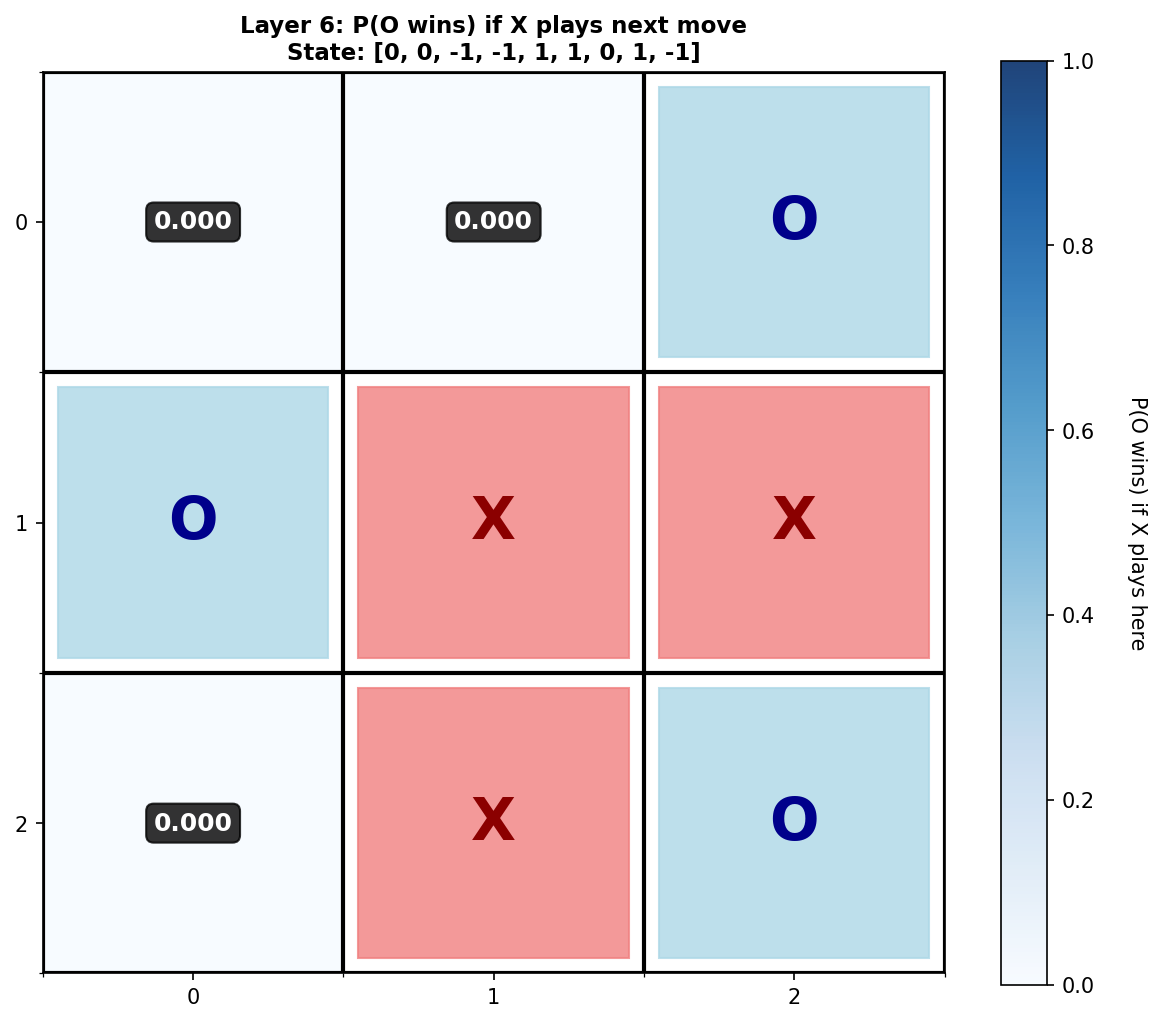 Layer 6: P(O wins) if X plays next move
State: [0, 0, -1, -1, 1, 1, 0, 1, -1]
0
0.000
0.000
O
1
O
X
X
2
0.000
X
O
0
1
2
1.0
0.8
0.6
0.4
0.2
0.0
P(O wins) if X plays here